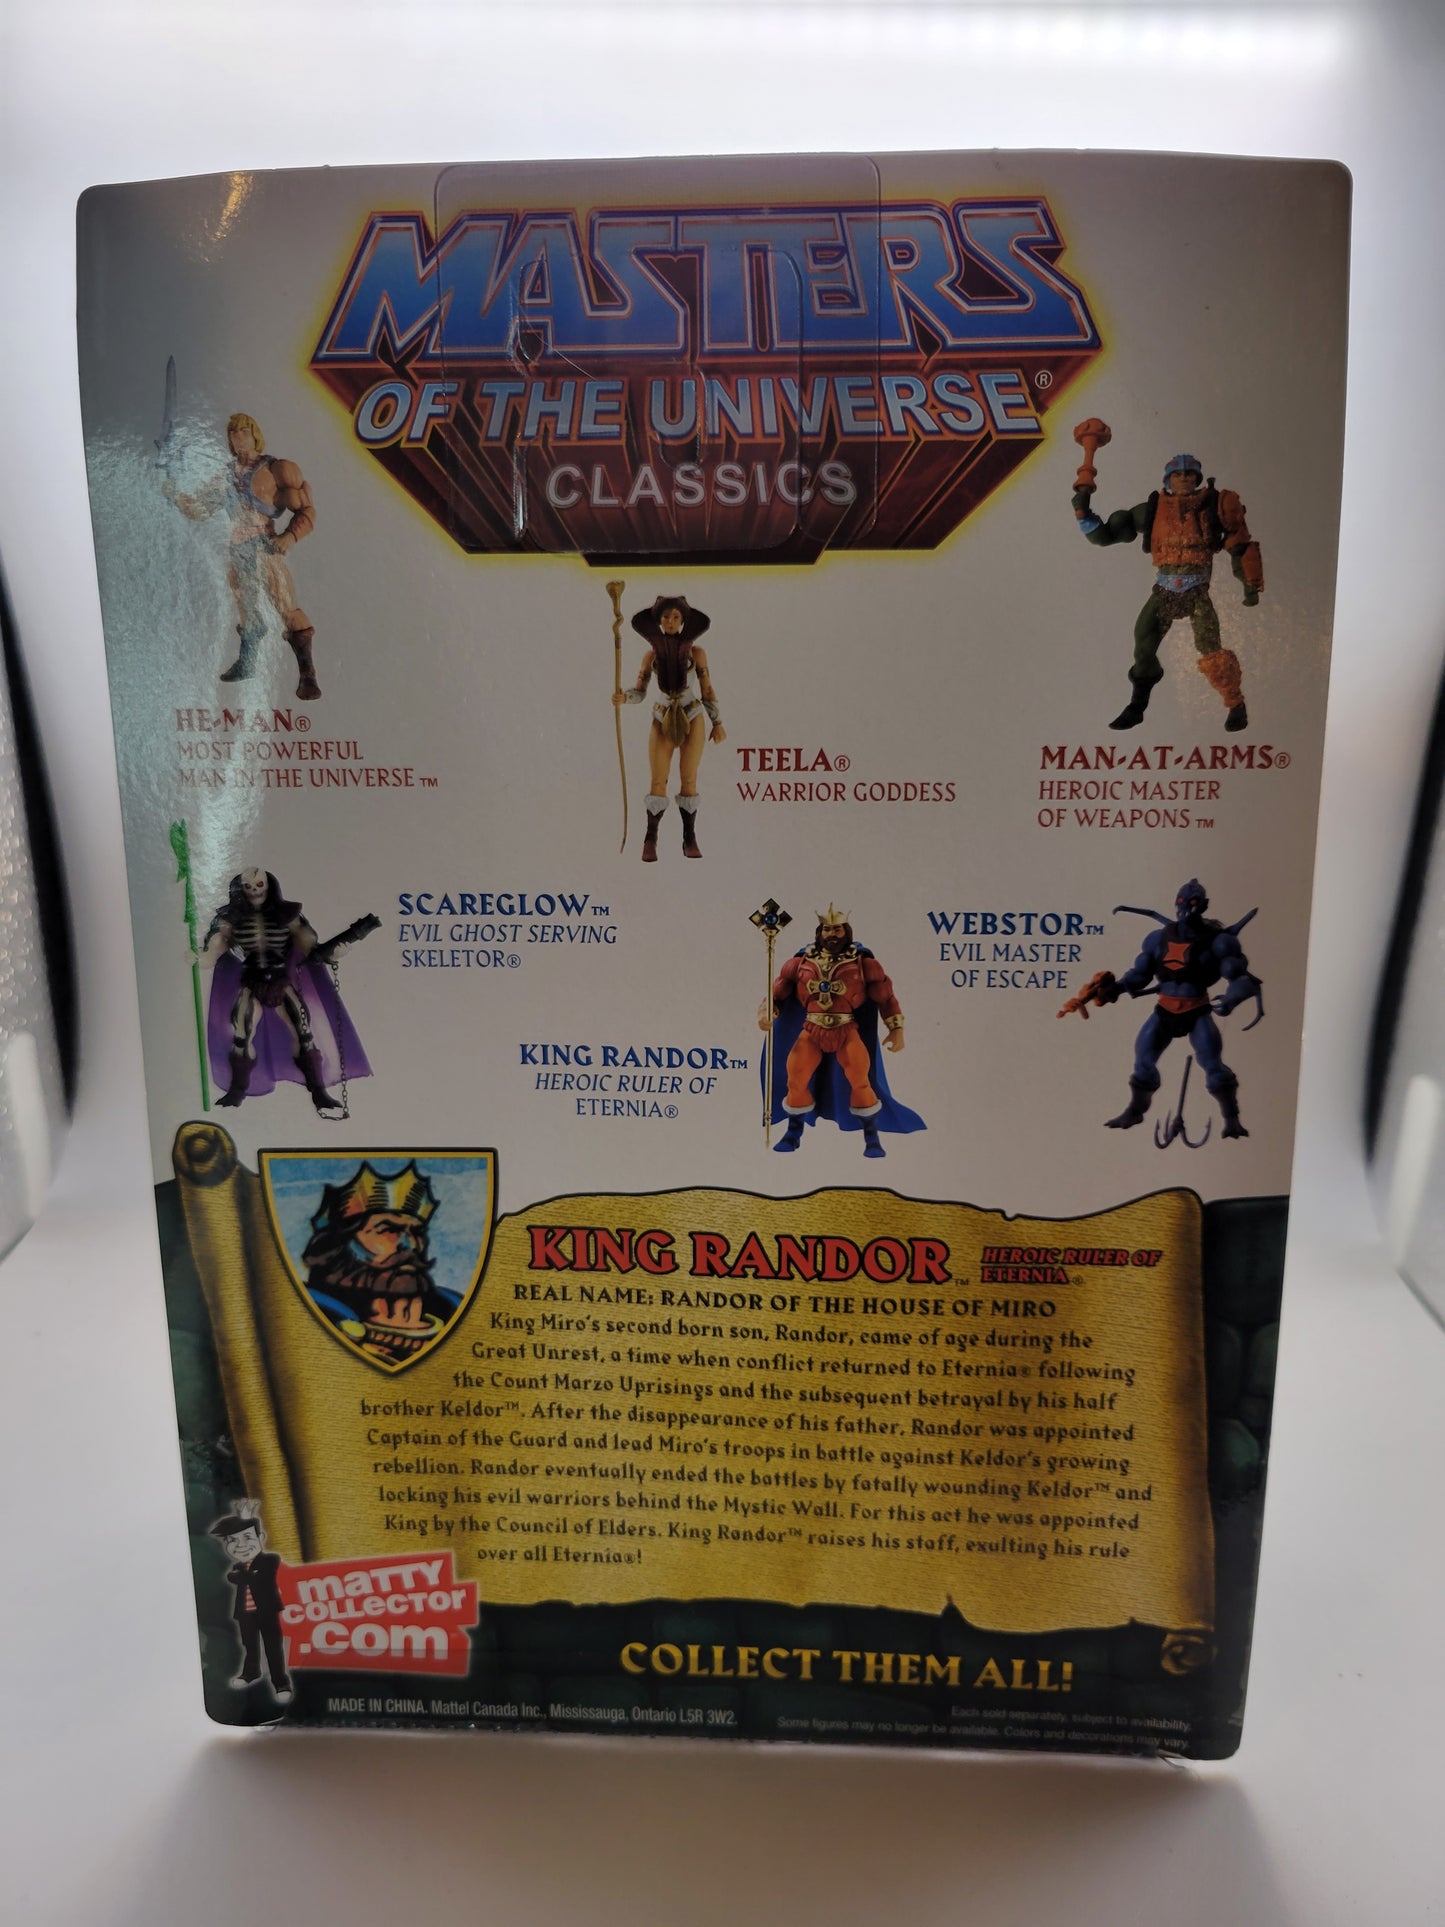 MASTERS
OF THE UNIVERSE®
CLASSICS
HE-MAN®
MOST POWERFUL
MAN IN THE UNIVERSE™
TEELA®
WARRIOR GODDESS
MAN-AT-ARMS®
HEROIC MASTER
OF WEAPONS™
SCAREGLOW™
EVIL GHOST SERVING
SKELETOR®
KING RANDOR™
HEROIC RULER OF
ETERNIA®
WEBSTOR™
EVIL MASTER
OF ESCAPE
KING RANDOR™
HEROIC RULER OF
ETERNIA®
REAL NAME: RANDOR OF THE HOUSE OF MIRO
King Miro's second born son, Randor, came of age during the
Great Unrest, a time when conflict returned to Eternia® following
the Count Marzo Uprisings and the subsequent betrayal by his half
brother Keldor™. After the disappearance of his father, Randor was appointed
Captain of the Guard and lead Miro's troops in battle against Keldor's growing
rebellion. Randor eventually ended the battles by fatally wounding Keldor™ and
locking his evil warriors behind the Mystic Wall. For this act he was appointed
King by the Council of Elders. King Randor™ raises his staff, exulting his rule
over all Eternia®!
maTTY
COLLECTOR
.com
COLLECT THEM ALL!
MADE IN CHINA. Mattel Canada Inc., Mississauga, Ontario L5R 3W2.
Each sold separately, subject to availability.
Some figures may no longer be available. Colors and decorations may vary.